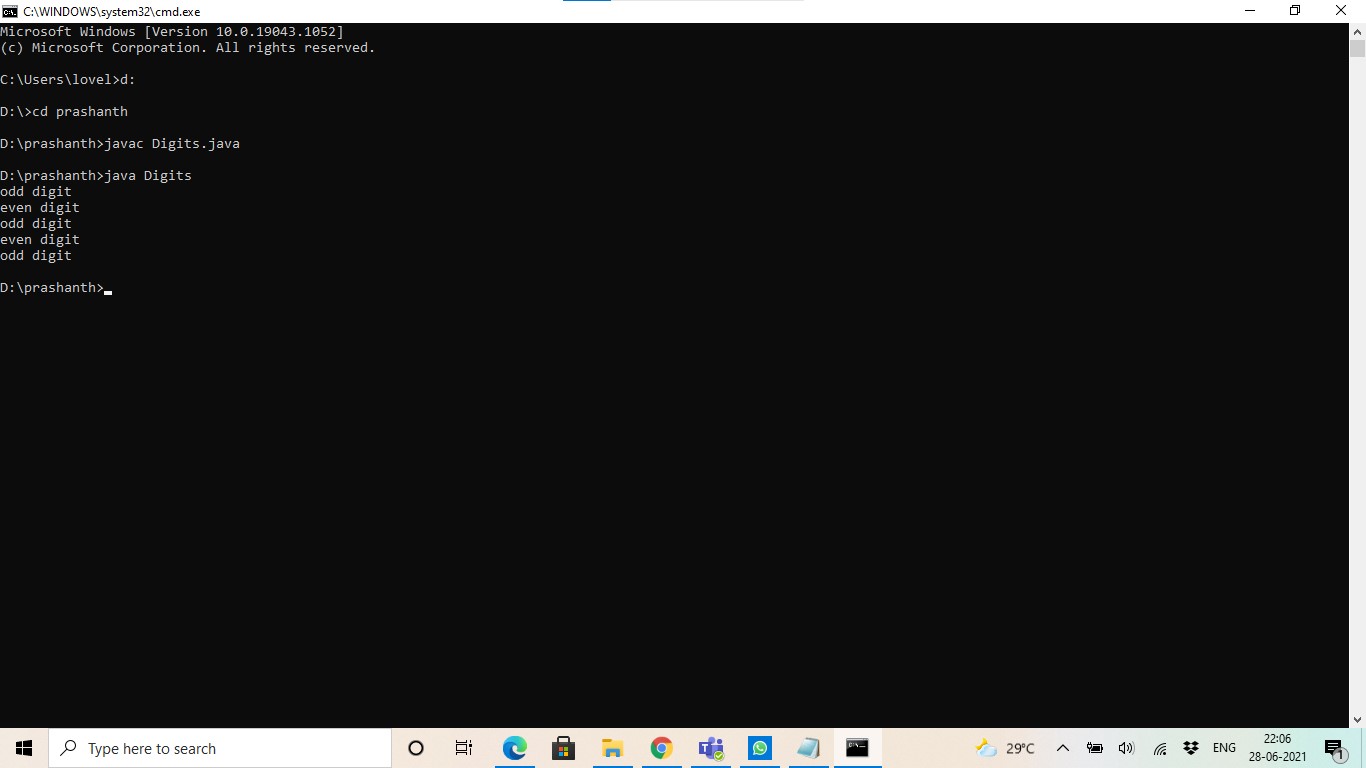 C:\WINDOWS\system32\cmd.exe
Microsoft Windows [Version 10.0.19043.1052]
(c) Microsoft Corporation. All rights reserved.
C:\Users\lovel>d:
D:\>cd prashanth
D:\prashanth>javac Digits.java
D:\prashanth>java Digits
odd digit
even digit
odd digit
even digit
odd digit
D:\prashanth>
Type here to search
29°C
ENG
22:06
28-06-2021
1